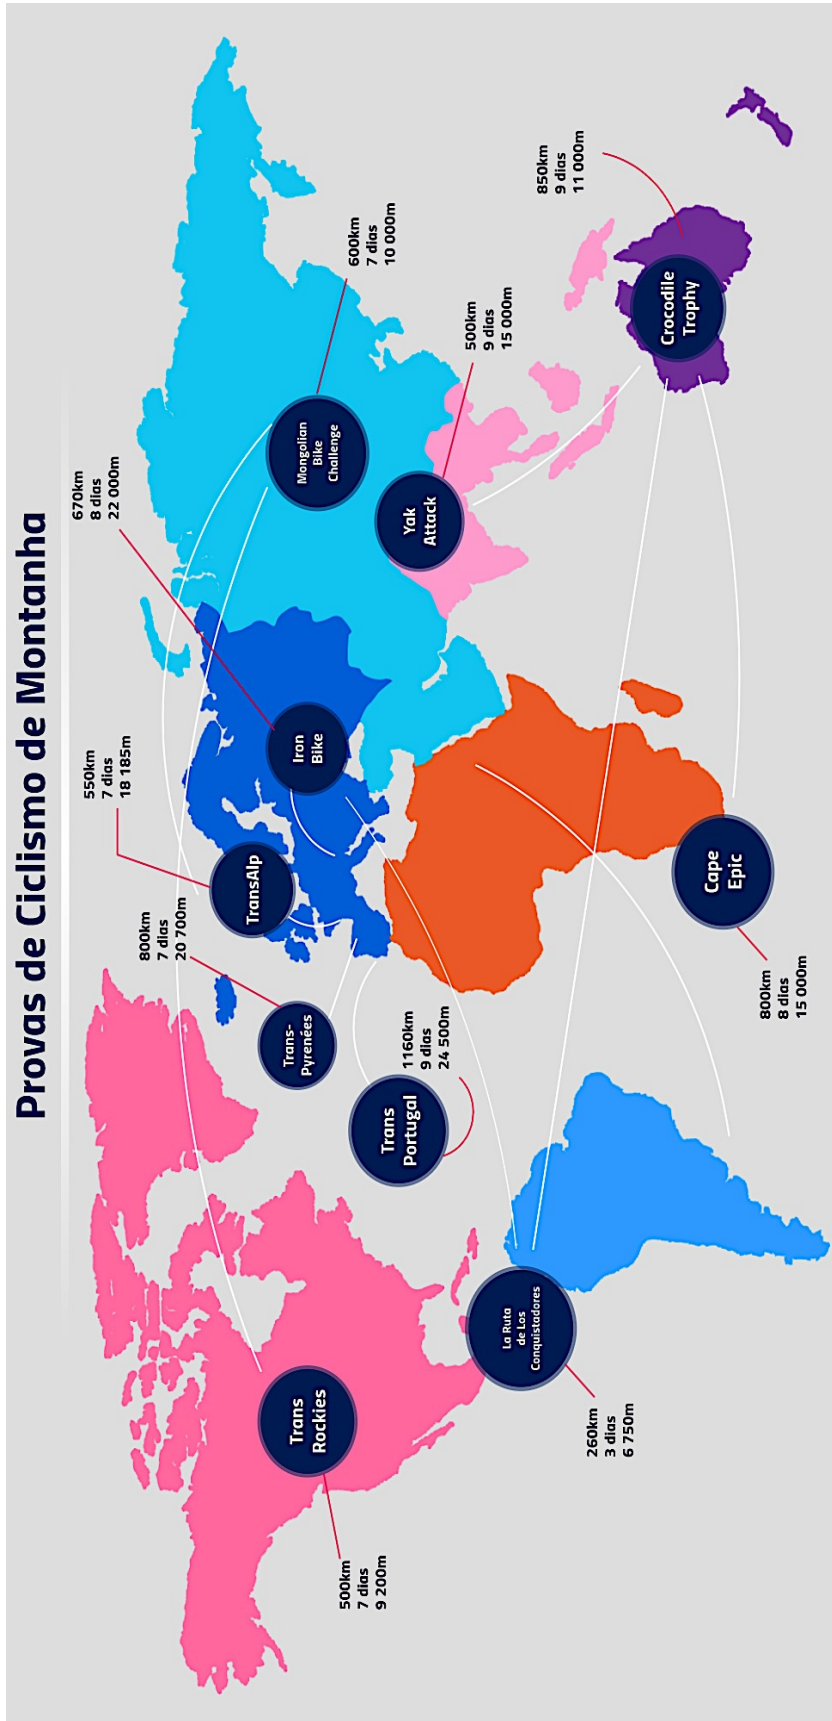 Provas de Ciclismo de Montanha
670km
8 dias
22 000m
550km
7 dias
18 185m
800km
7 dias
20 700m
600km
7 dias
10 000m
500km
9 dias
15 000m
850km
9 dias
11 000m
Trans
Rockies
500km
7 dias
9 200m
La Ruta
de Los
Conquistadores
260km
3 dias
6 750m
Trans
Portugal
1160km
9 dias
24 500m
Trans-
Pyrenées
TransAlp
Iron
Bike
Mongolian
Bike
Challenge
Yak
Attack
Crocodile
Trophy
Cape
Epic
800km
8 dias
15 000m